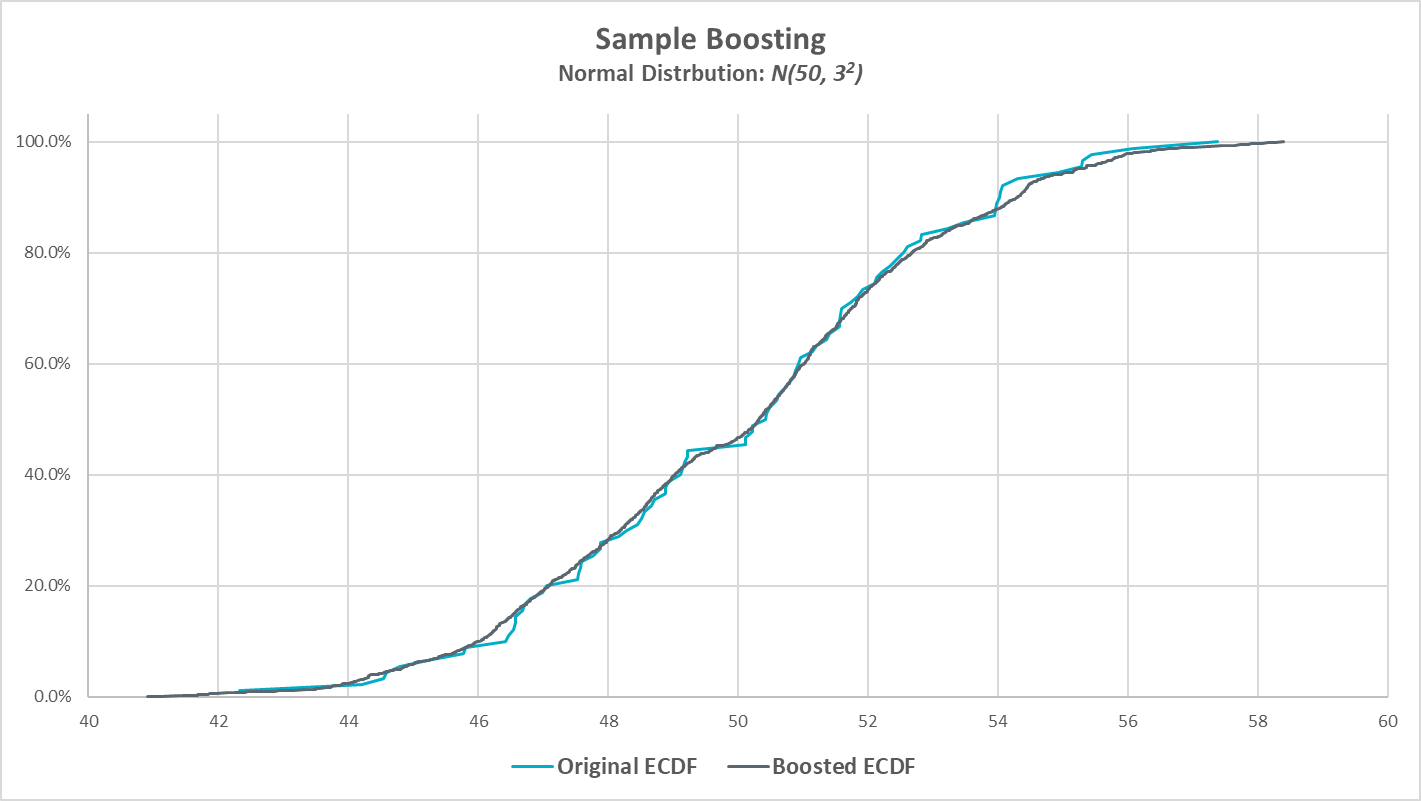 Sample Boosting
Normal Distrbution: N(50, 3²)
100.0%
80.0%
60.0%
40.0%
20.0%
0.0%
40 42 44 46 48 50 52 54 56 58 60
Original ECDF Boosted ECDF